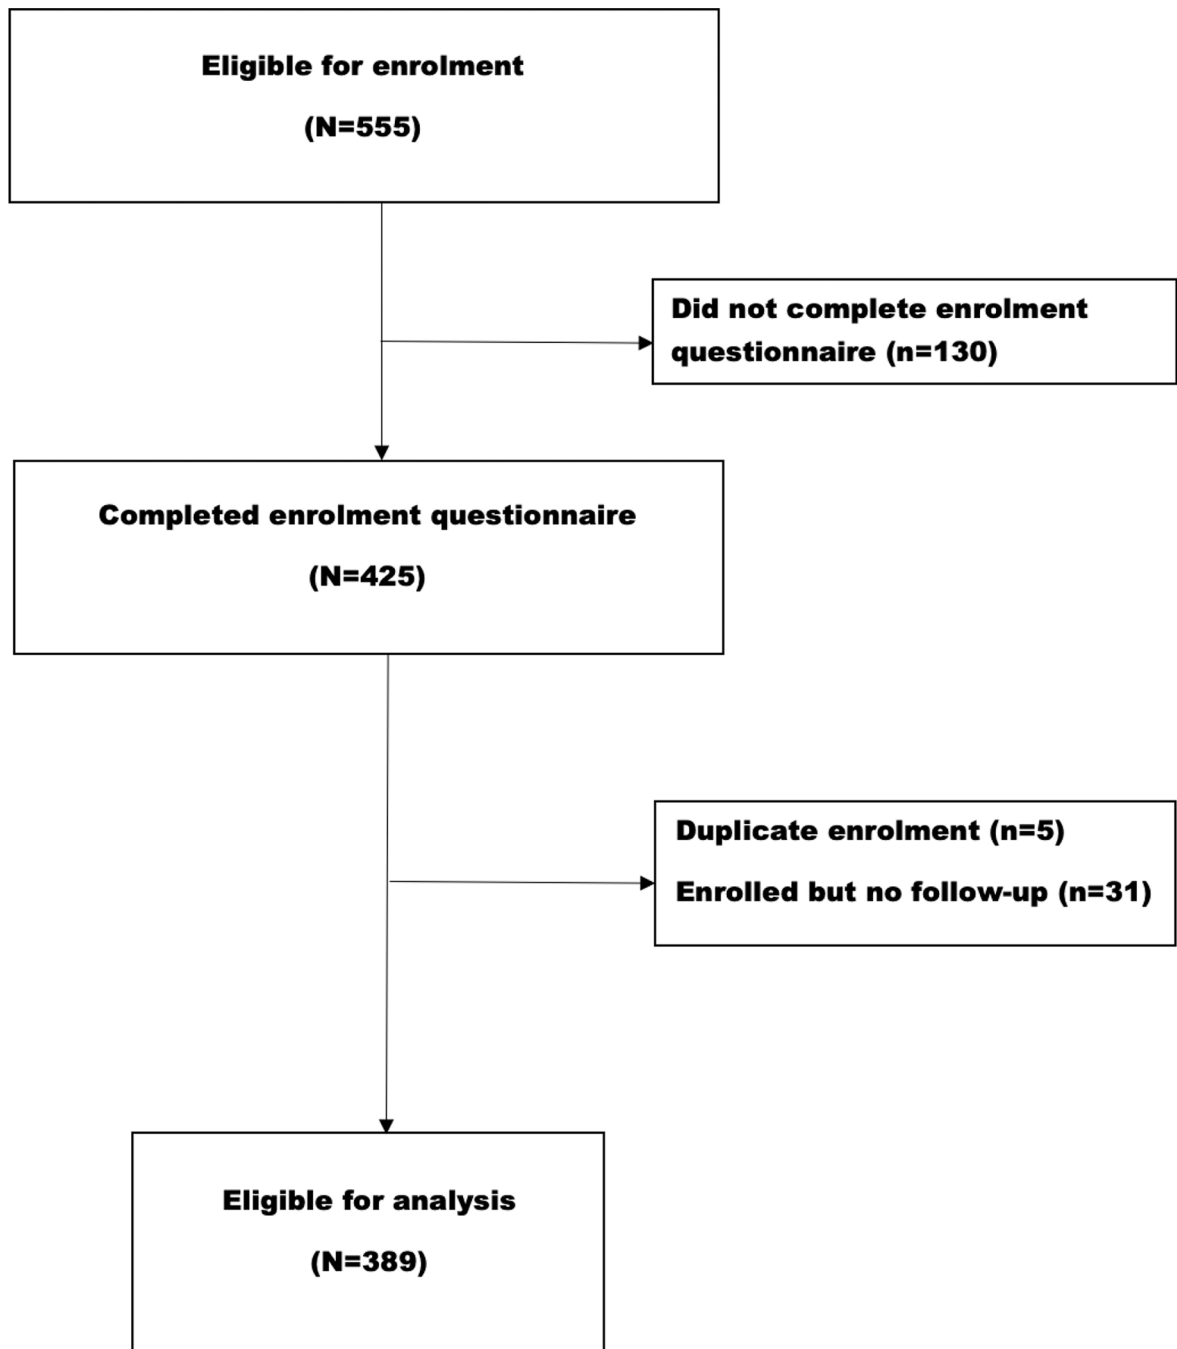 Eligible for enrolment
(N=555)
Did not complete enrolment
questionnaire (n=130)
Completed enrolment questionnaire
(N=425)
Duplicate enrolment (n=5)
Enrolled but no follow-up (n=31)
Eligible for analysis
(N=389)